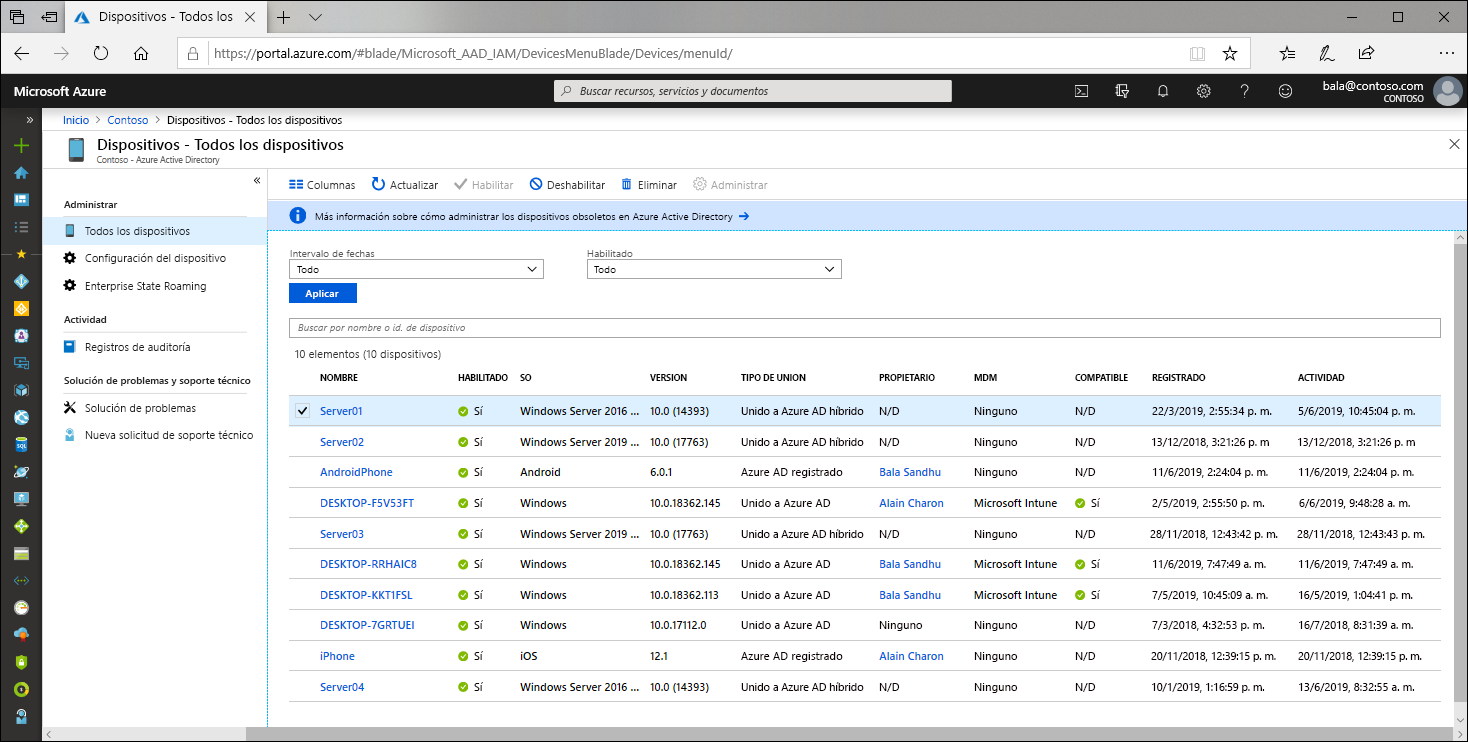 Dispositivos - Todos los
https://portal.azure.com/#blade/Microsoft_AAD_IAM/DevicesMenuBlade/Devices/menuId/
Microsoft Azure
Buscar recursos, servicios y documentos
bala@contoso.com
CONTOSO
Inicio > Contoso > Dispositivos - Todos los dispositivos
Dispositivos - Todos los dispositivos
Contoso - Azure Active Directory
Administrar
Todos los dispositivos
Configuración del dispositivo
Enterprise State Roaming
Actividad
Registros de auditoría
Solución de problemas y soporte técnico
Solución de problemas
Nueva solicitud de soporte técnico
Columnas Actualizar Habilitar Deshabilitar Eliminar Administrar
Más información sobre cómo administrar los dispositivos obsoletos en Azure Active Directory →
Intervalo de fechas Habilitado
Todo Todo
Aplicar
Buscar por nombre o id. de dispositivo
10 elementos (10 dispositivos)
NOMBRE HABILITADO SO VERSION TIPO DE UNION PROPIETARIO MDM COMPATIBLE REGISTRADO ACTIVIDAD
Server01 Sí Windows Server 2016 ... 10.0 (14393) Unido a Azure AD híbrido N/D Ninguno N/D 22/3/2019, 2:55:34 p. m. 5/6/2019, 10:45:04 p. m.
Server02 Sí Windows Server 2019 ... 10.0 (17763) Unido a Azure AD híbrido N/D Ninguno N/D 13/12/2018, 3:21:26 p. m 13/12/2018, 3:21:26 p. m
AndroidPhone Sí Android 6.0.1 Azure AD registrado Bala Sandhu Ninguno N/D 11/6/2019, 2:24:04 p. m. 11/6/2019, 2:24:04 p. m.
DESKTOP-F5V53FT Sí Windows 10.0.18362.145 Unido a Azure AD Alain Charon Microsoft Intune Sí 2/5/2019, 2:55:50 p. m. 6/6/2019, 9:48:28 a. m.
Server03 Sí Windows Server 2019 ... 10.0 (17763) Unido a Azure AD híbrido N/D Ninguno N/D 28/11/2018, 12:43:42 p. m. 28/11/2018, 12:43:43 p. m.
DESKTOP-RRHAIC8 Sí Windows 10.0.18362.145 Unido a Azure AD Bala Sandhu Microsoft Intune Sí 11/6/2019, 7:47:49 a. m. 11/6/2019, 7:47:49 a. m.
DESKTOP-KKT1FSL Sí Windows 10.0.18362.113 Unido a Azure AD Bala Sandhu Microsoft Intune Sí 7/5/2019, 10:45:09 a. m. 16/5/2019, 1:04:41 p. m.
DESKTOP-7GRTUEI Sí Windows 10.0.17112.0 Unido a Azure AD Ninguno Ninguno N/D 7/3/2019, 4:32:53 p. m. 16/7/2019, 8:31:39 a. m.
iPhone Sí iOS 12.1 Azure AD registrado Alain Charon Ninguno N/D 20/11/2018, 12:39:15 p. m. 20/11/2018, 12:39:15 p. m.
Server04 Sí Windows Server 2016 ... 10.0 (14393) Unido a Azure AD híbrido N/D Ninguno N/D 10/1/2019, 1:16:59 p. m. 13/6/2019, 8:32:55 a. m.